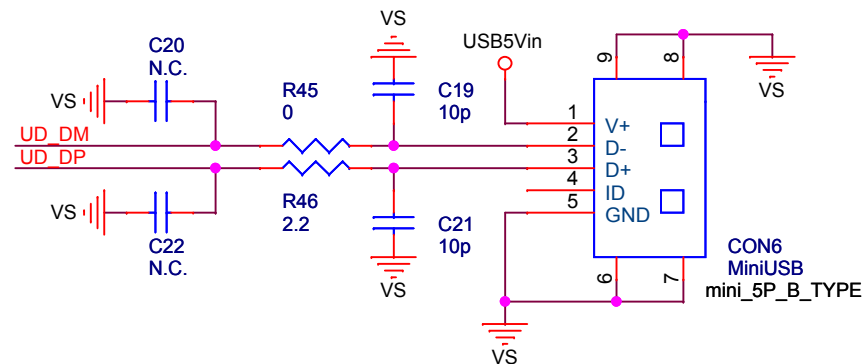 VS
C20
N.C.
VS
UD_DM
UD_DP
R45
0
C19
10p
USB5Vin
9
8
VS
1
V+
2
D-
3
D+
4
ID
5
GND
VS
C22
N.C.
R46
2.2
C21
10p
VS
6
7
CON6
MiniUSB
mini_5P_B_TYPE
VS